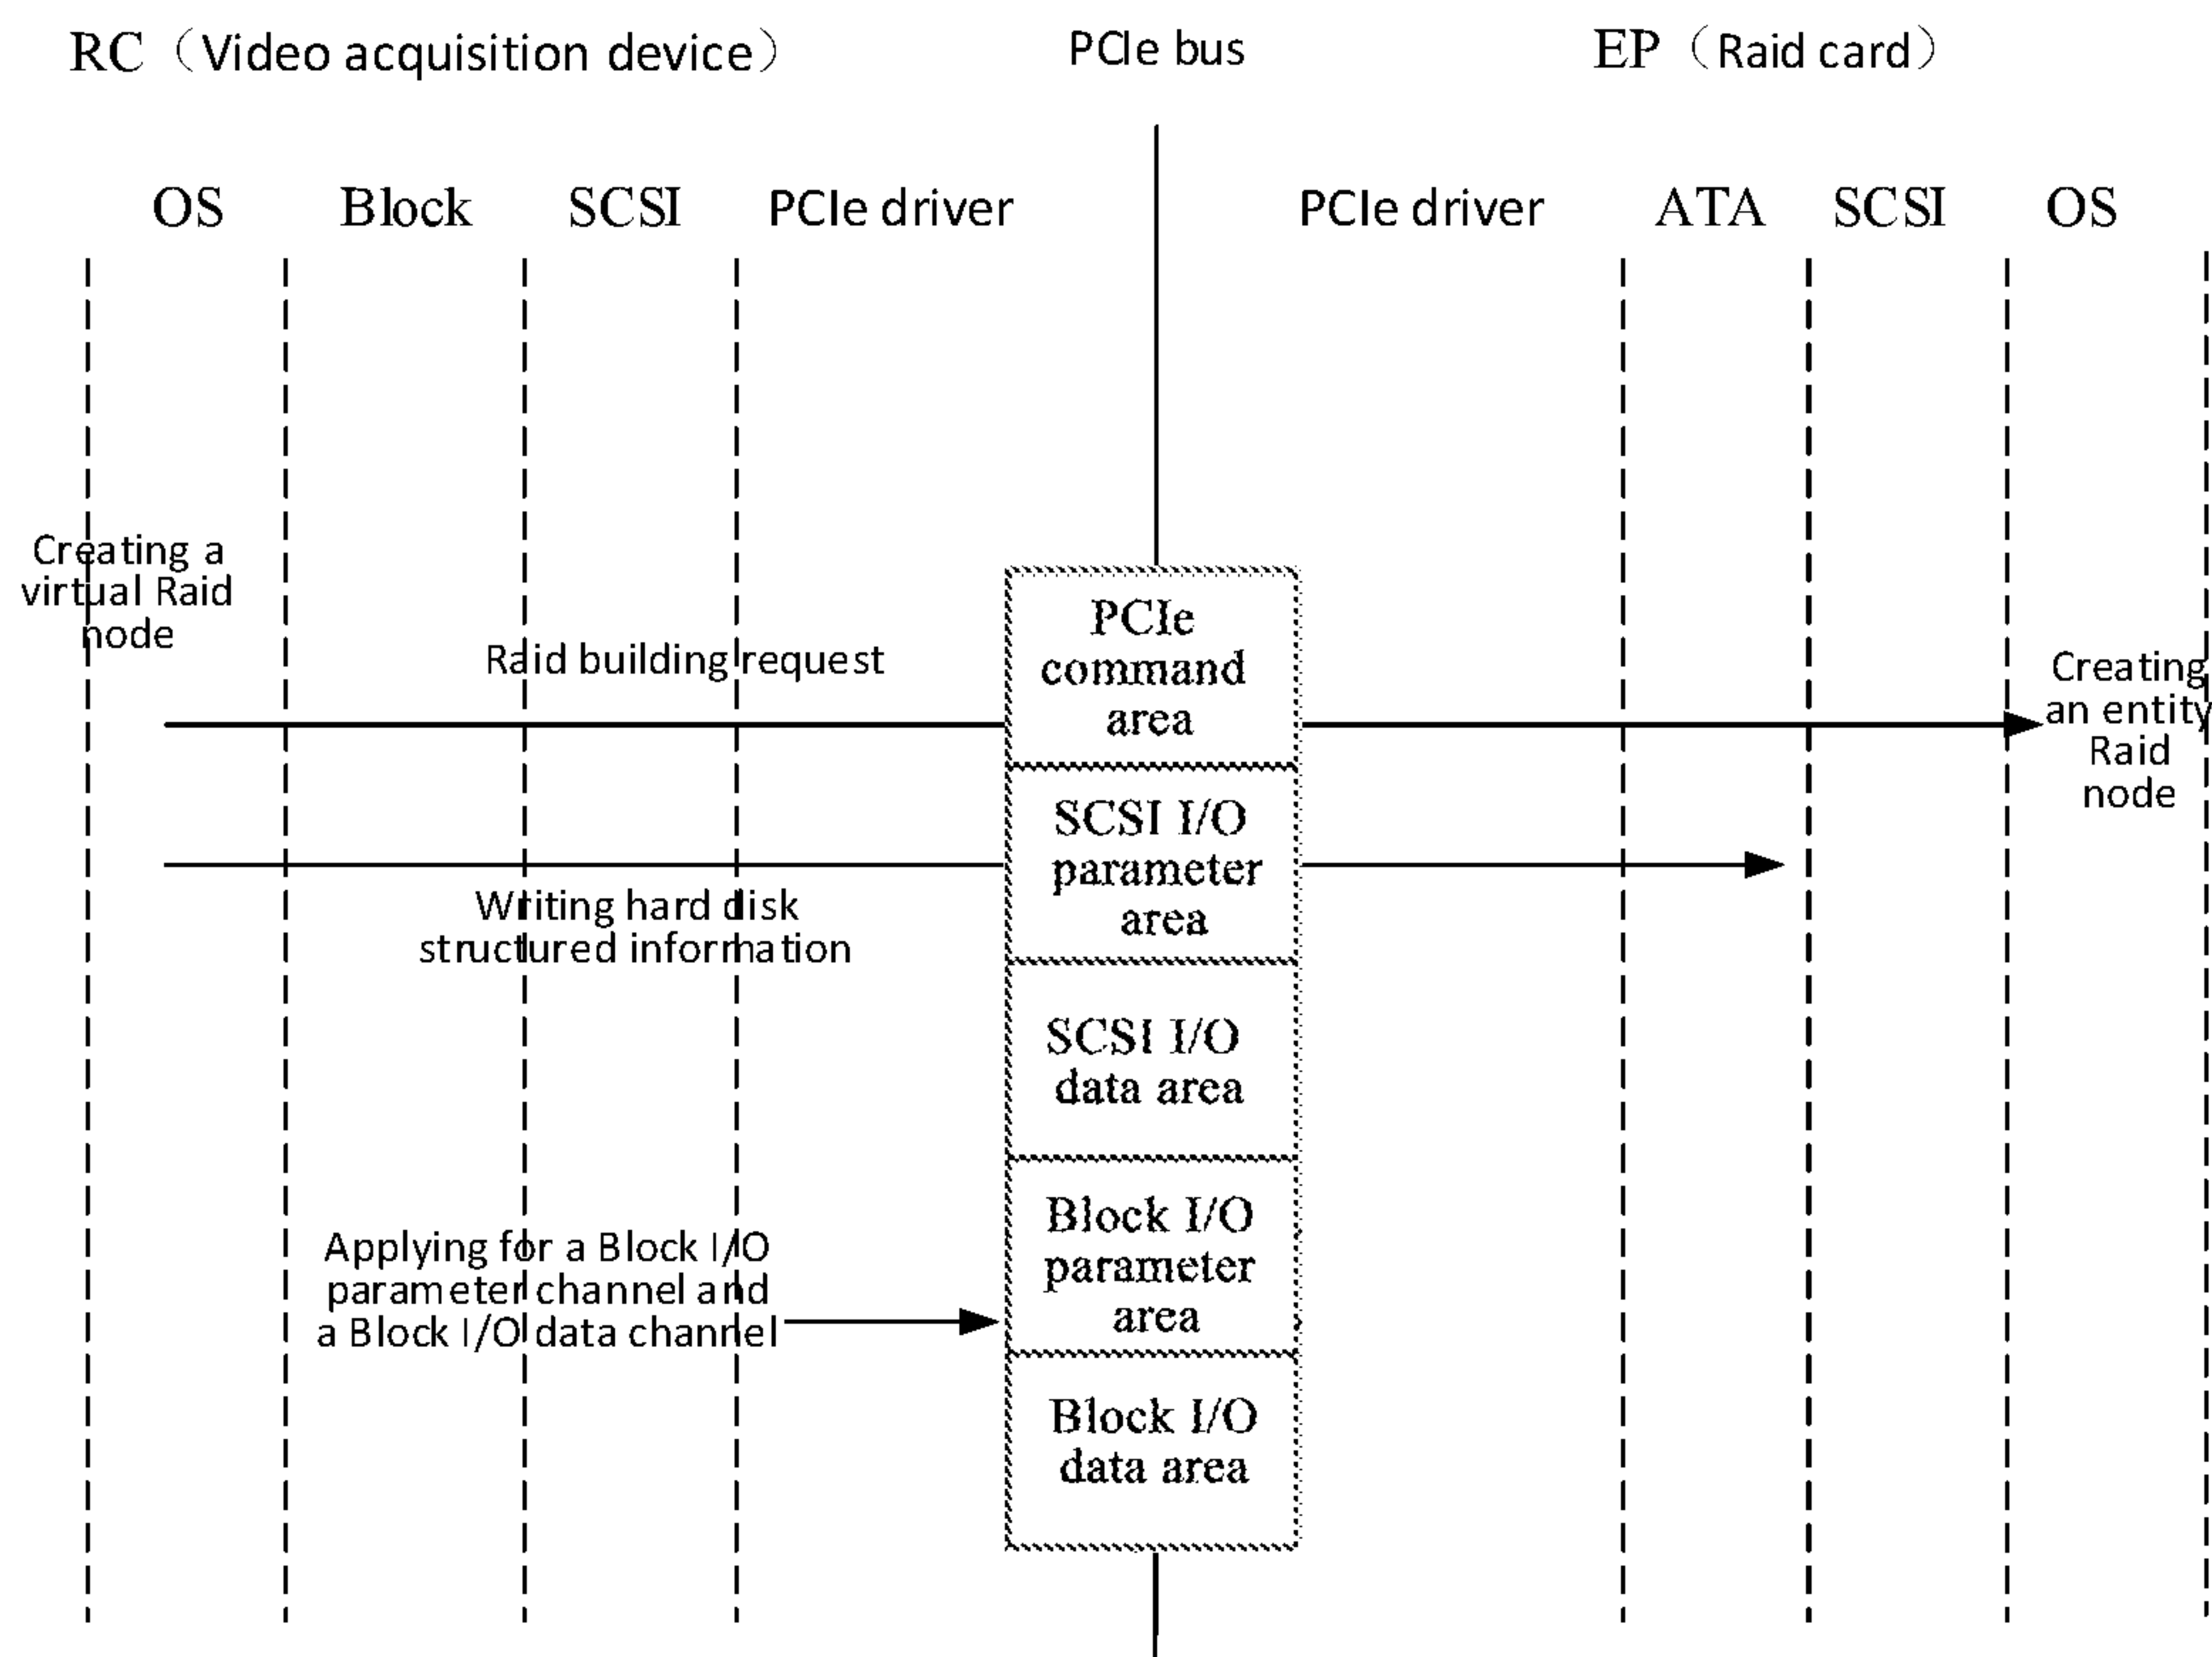 RC（Video acquisition device） PCIe bus EP（Raid card）
OS Block SCSI PCIe driver PCIe driver ATA SCSI OS
Creating a
virtual Raid
node
Raid building request
PCIe
command
area
Creating
an entity
Raid
node
SCSI I/O
parameter
area
Writing hard disk
structured information
SCSI I/O
data area
Applying for a Block I/O
parameter channel and
a Block I/O data channel
Block I/O
parameter
area
Block I/O
data area